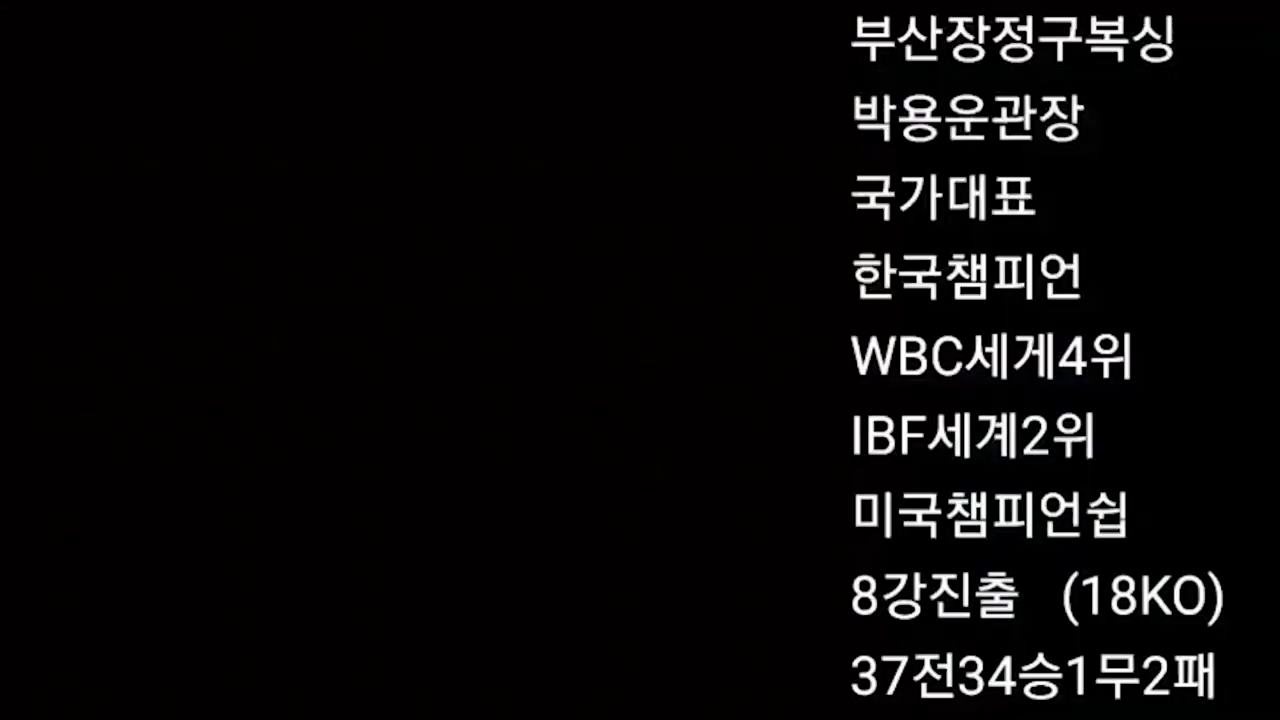 부산장정구복싱
박용운관장
국가대표
한국챔피언
WBC세게4위
IBF세계2위
미국챔피언쉽
8강진출 (18KO)
37전34승1무2패